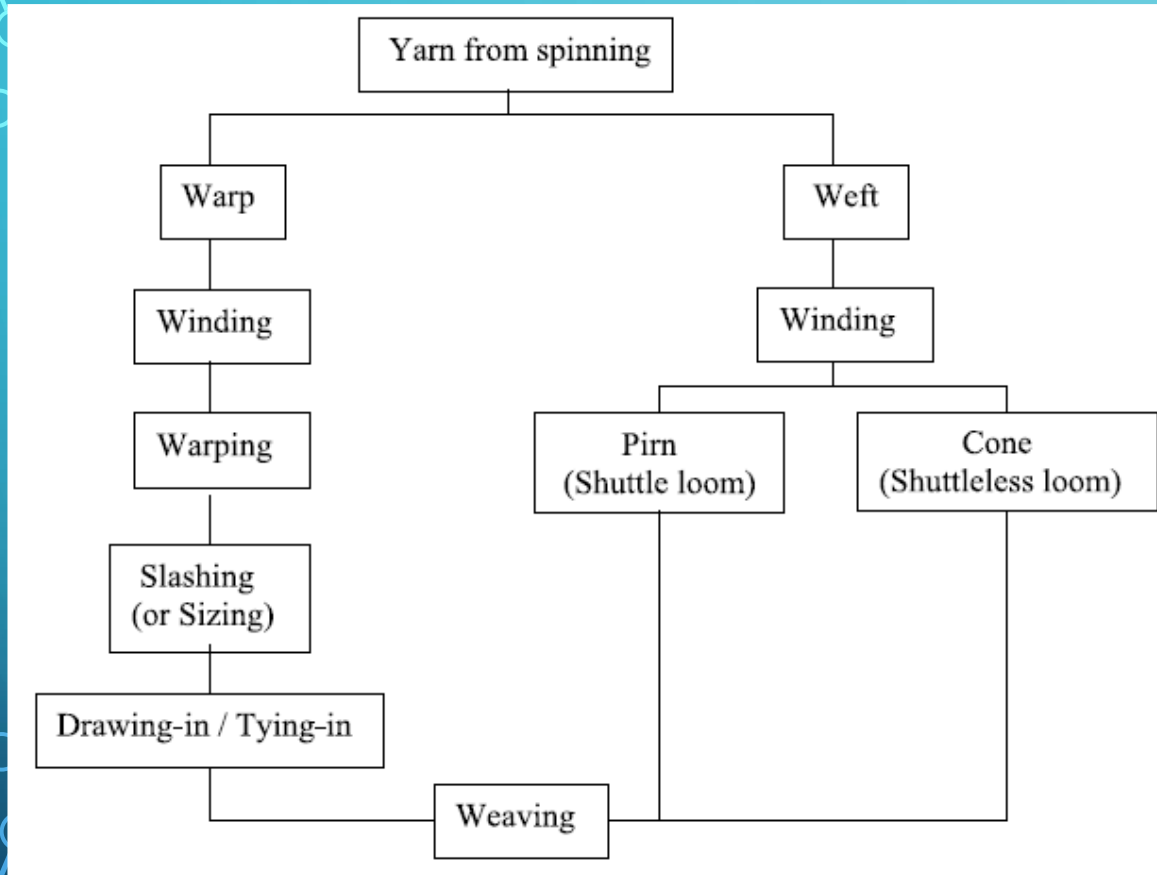 Yarn from spinning
Warp
Weft
Winding
Winding
Warping
Pirn
(Shuttle loom)
Cone
(Shuttleless loom)
Slashing
(or Sizing)
Drawing-in / Tying-in
Weaving